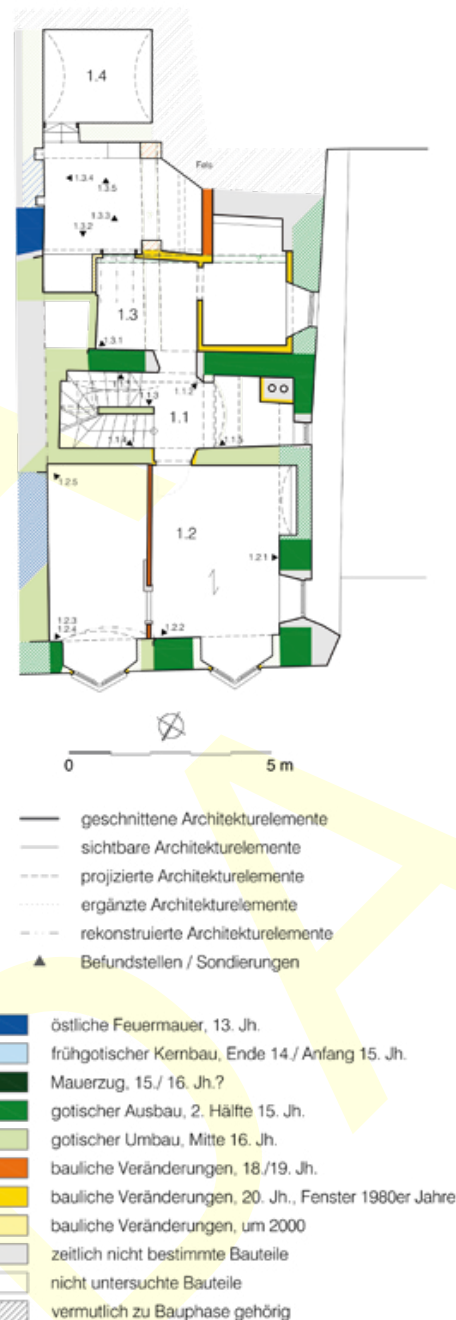 1.4
Fels
1.3.4
1.3.5
1.3.3
1.3.2
1.3
1.3.1
1.1.2
1.1.3
1.1
1.1.4
1.1.5
1.2.5
1.2
1.2.1
1.2.3
1.2.4
1.2.2
0 5 m
geschnittene Architekturelemente
sichtbare Architekturelemente
projizierte Architekturelemente
ergänzte Architekturelemente
rekonstruierte Architekturelemente
Befundstellen / Sondierungen
östliche Feuermauer, 13. Jh.
frühgotischer Kernbau, Ende 14./ Anfang 15. Jh.
Mauerzug, 15./ 16. Jh.?
gotischer Ausbau, 2. Hälfte 15. Jh.
gotischer Umbau, Mitte 16. Jh.
bauliche Veränderungen, 18./19. Jh.
bauliche Veränderungen, 20. Jh., Fenster 1980er Jahre
bauliche Veränderungen, um 2000
zeitlich nicht bestimmte Bauteile
nicht untersuchte Bauteile
vermutlich zu Bauphase gehörig